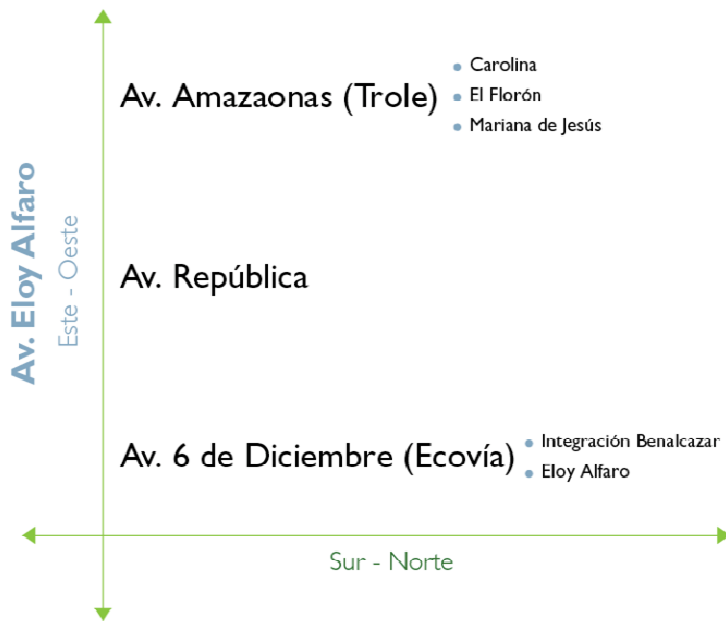 Av. Amazaonas (Trole)
Carolina
El Florón
Mariana de Jesús
Av. Eloy Alfaro
Este - Oeste
Av. República
Av. 6 de Diciembre (Ecovía)
Integración Benalcazar
Eloy Alfaro
Sur - Norte